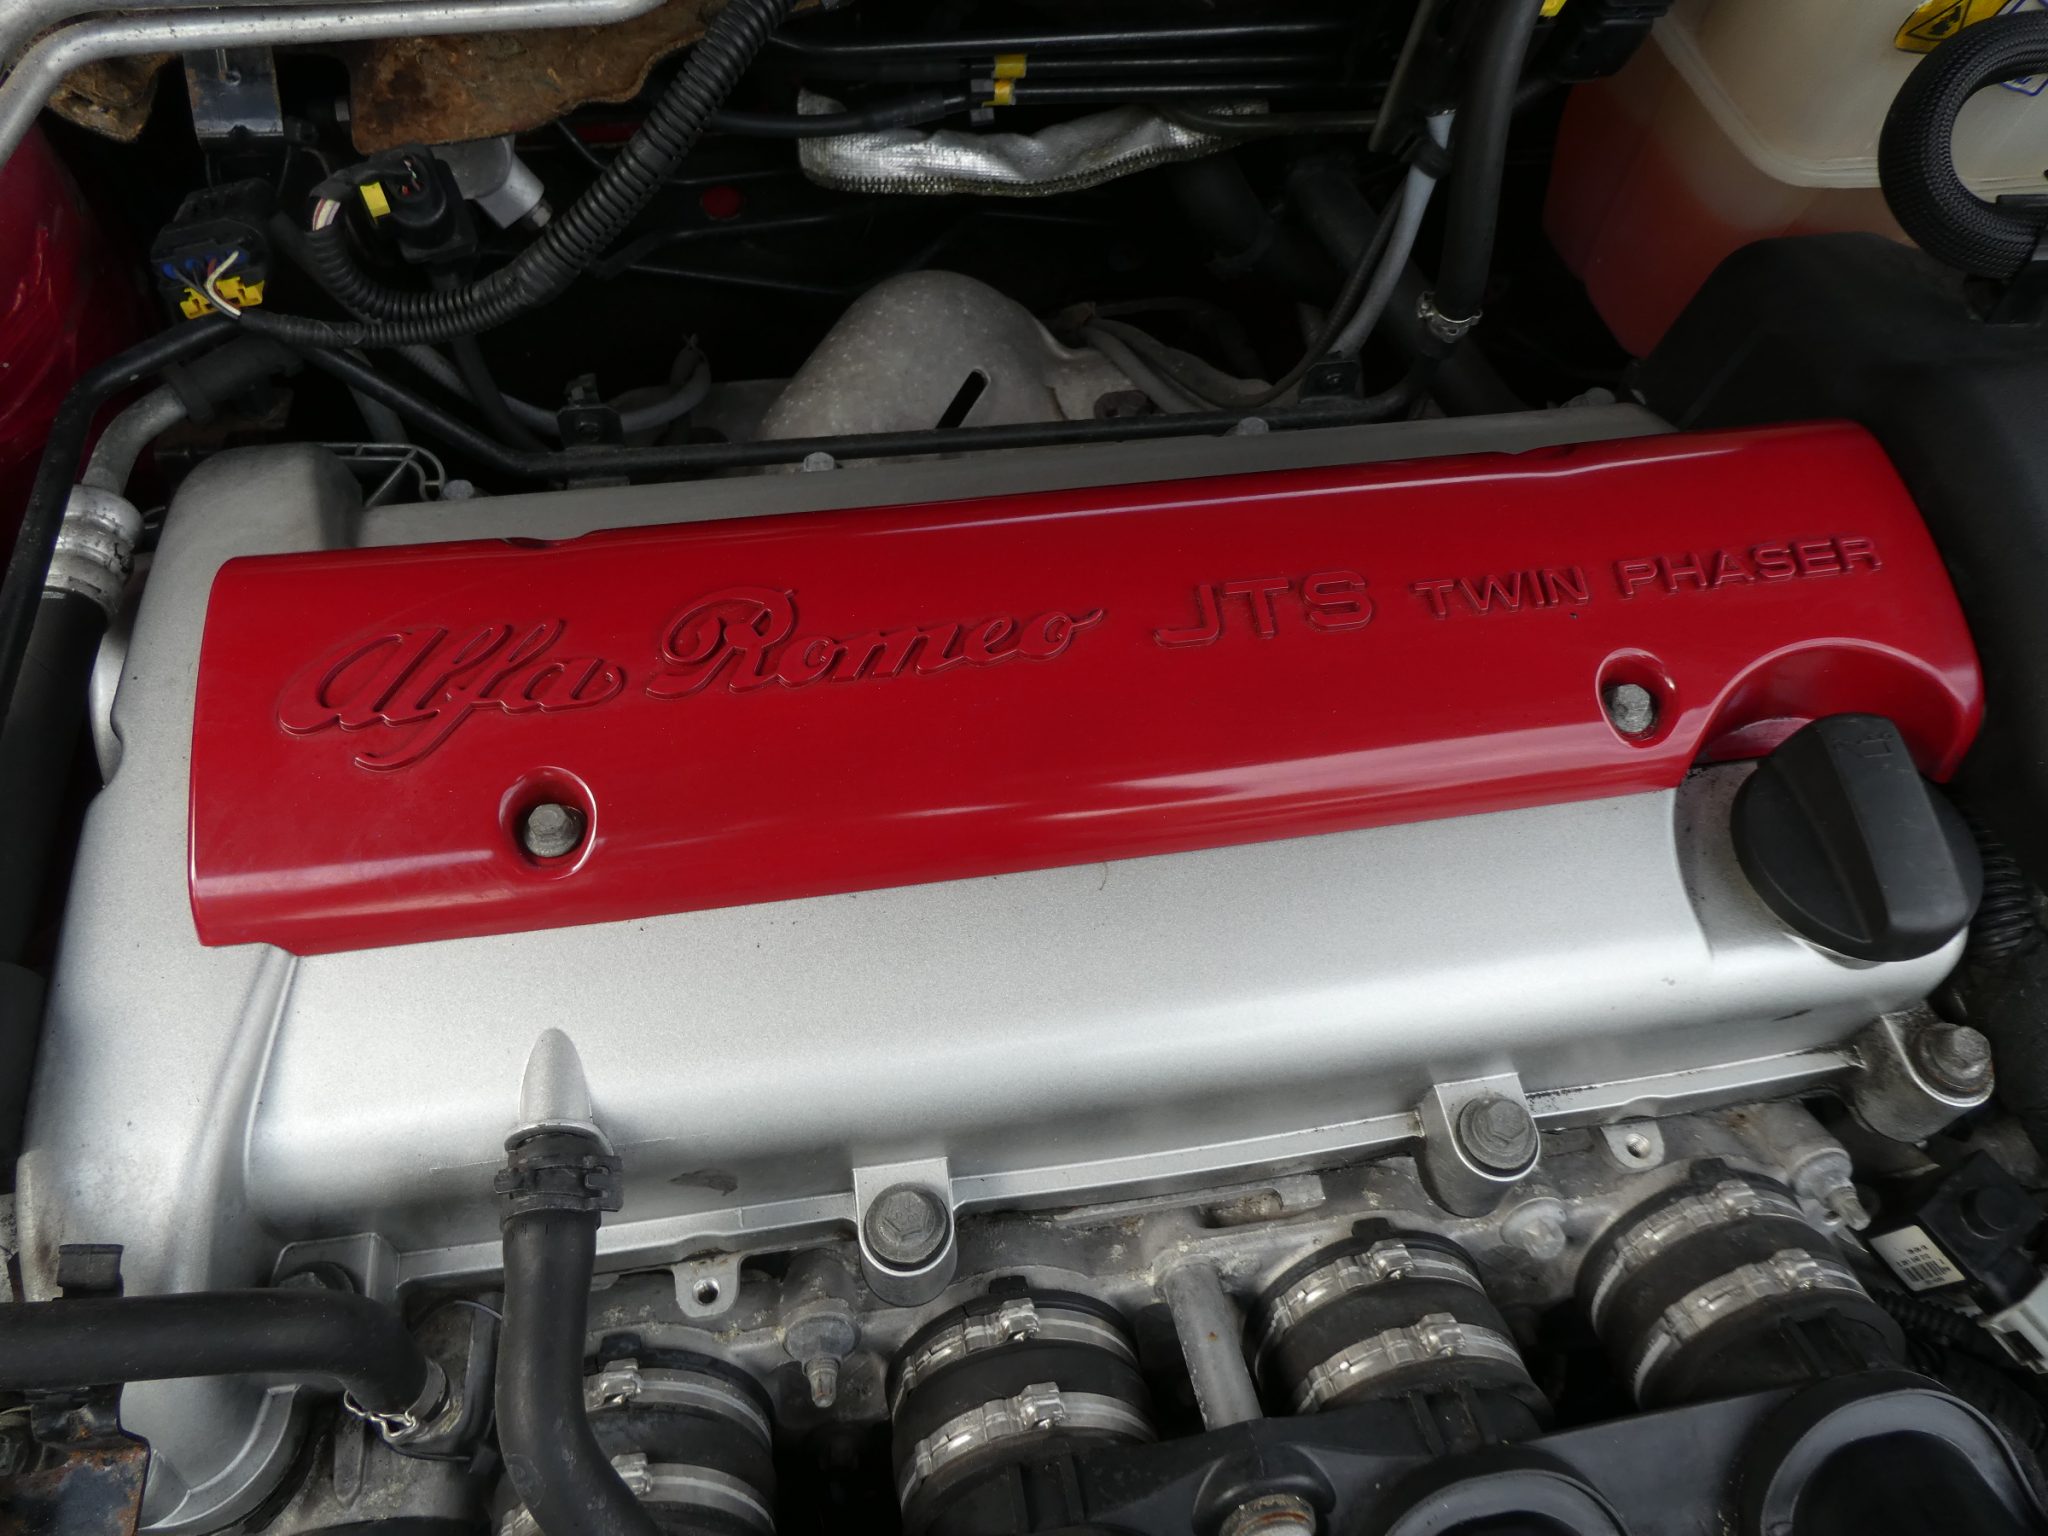 Alfa Romeo JTS TWIN PHASER